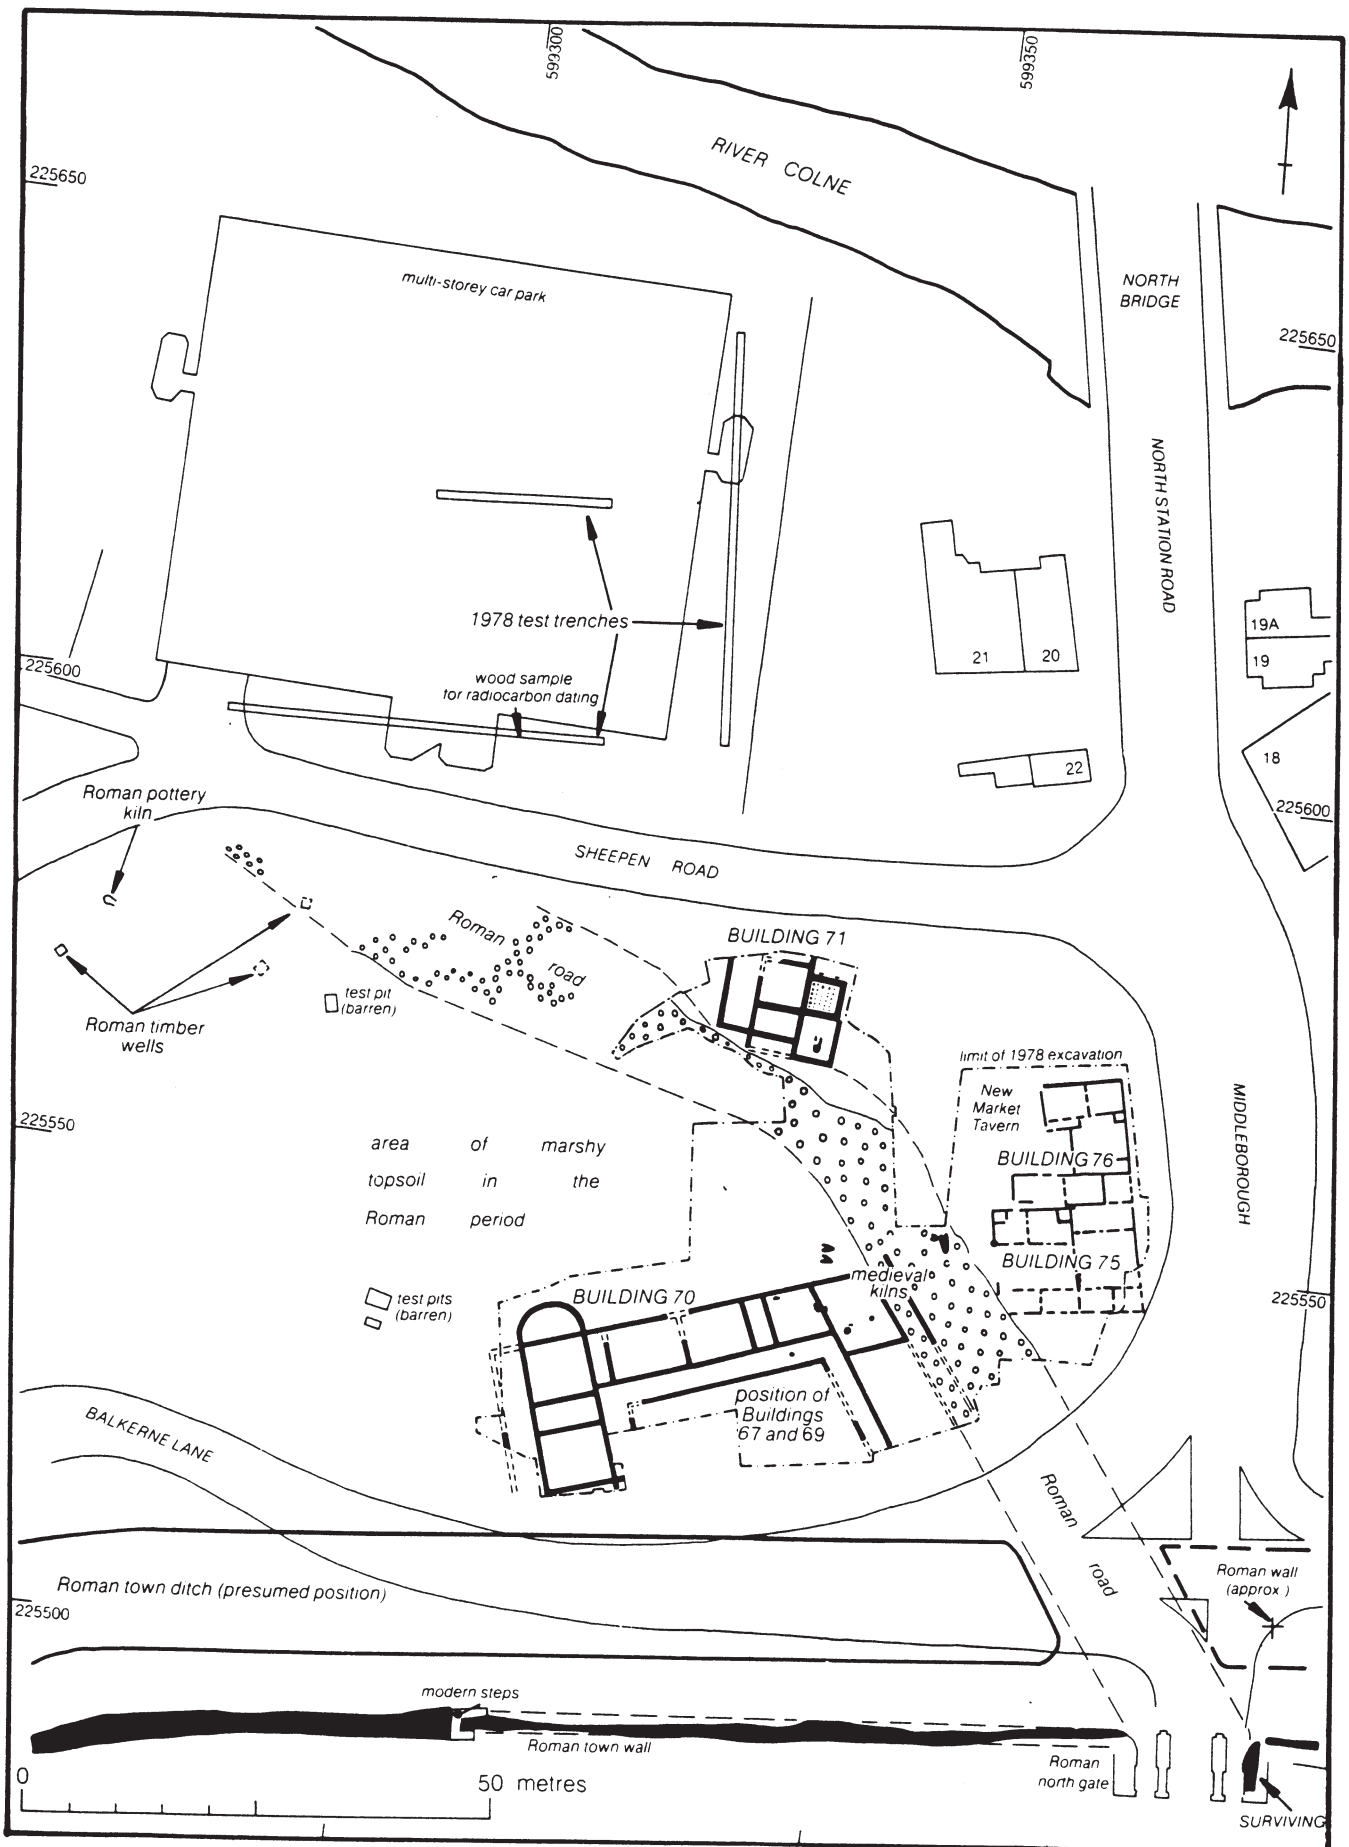 599300
599350
RIVER COLNE
225650
multi-storey car park
NORTH
BRIDGE
225650
NORTH STATION ROAD
1978 test trenches
19A
19
21
20
225600
wood sample
for radiocarbon dating
18
22
Roman pottery
kiln
225600
SHEEPEN ROAD
Roman
road
BUILDING 71
test pit
(barren)
Roman timber
wells
limit of 1978 excavation
New
Market
Tavern
MIDDLEBOROUGH
225550
area of marshy
topsoil in the
Roman period
BUILDING 76
BUILDING 75
medieval
kilns
test pits
(barren)
BUILDING 70
225550
position of
Buildings
67 and 69
BALKERNE LANE
Roman
road
Roman wall
(approx.)
Roman town ditch (presumed position)
225500
modern steps
Roman town wall
Roman
north gate
0
50 metres
SURVIVING